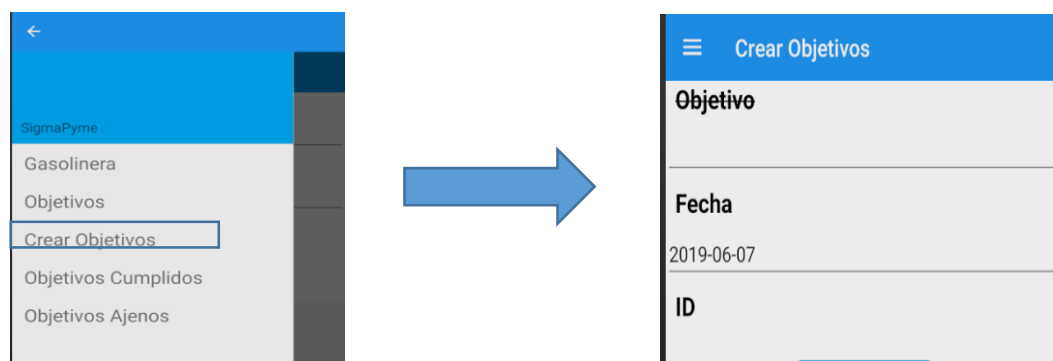 SigmaPyme
Gasolinera
Objetivos
Crear Objetivos
Objetivos Cumplidos
Objetivos Ajenos
Crear Objetivos
Objetivo
Fecha
2019-06-07
ID